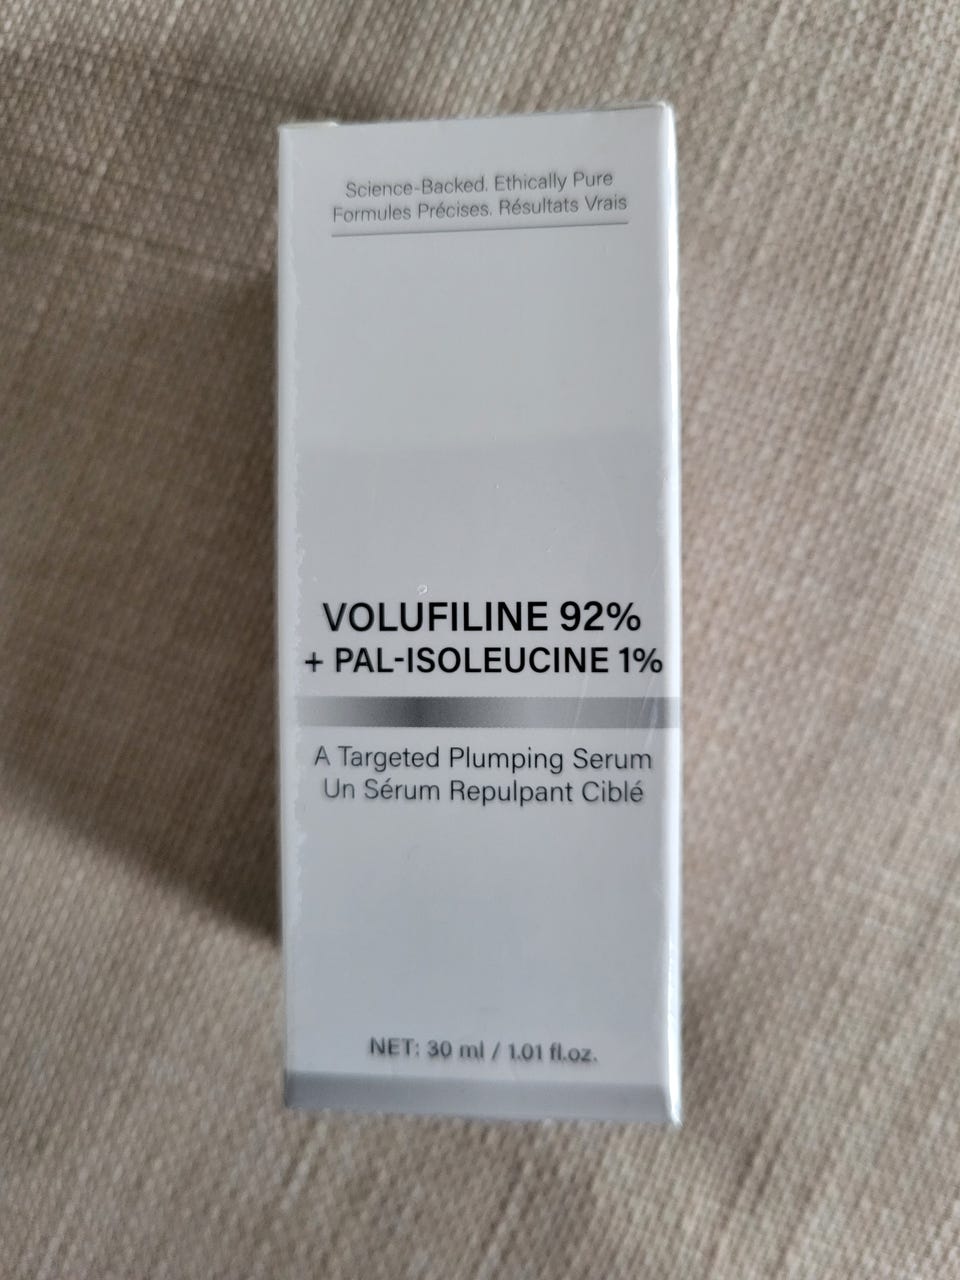 Science-Backed. Ethically Pure
Formules Précises. Résultats Vrais
VOLUFILINE 92%
+ PAL-ISOLEUCINE 1%
A Targeted Plumping Serum
Un Sérum Repulpant Ciblé
NET: 30 ml / 1.01 fl.oz.